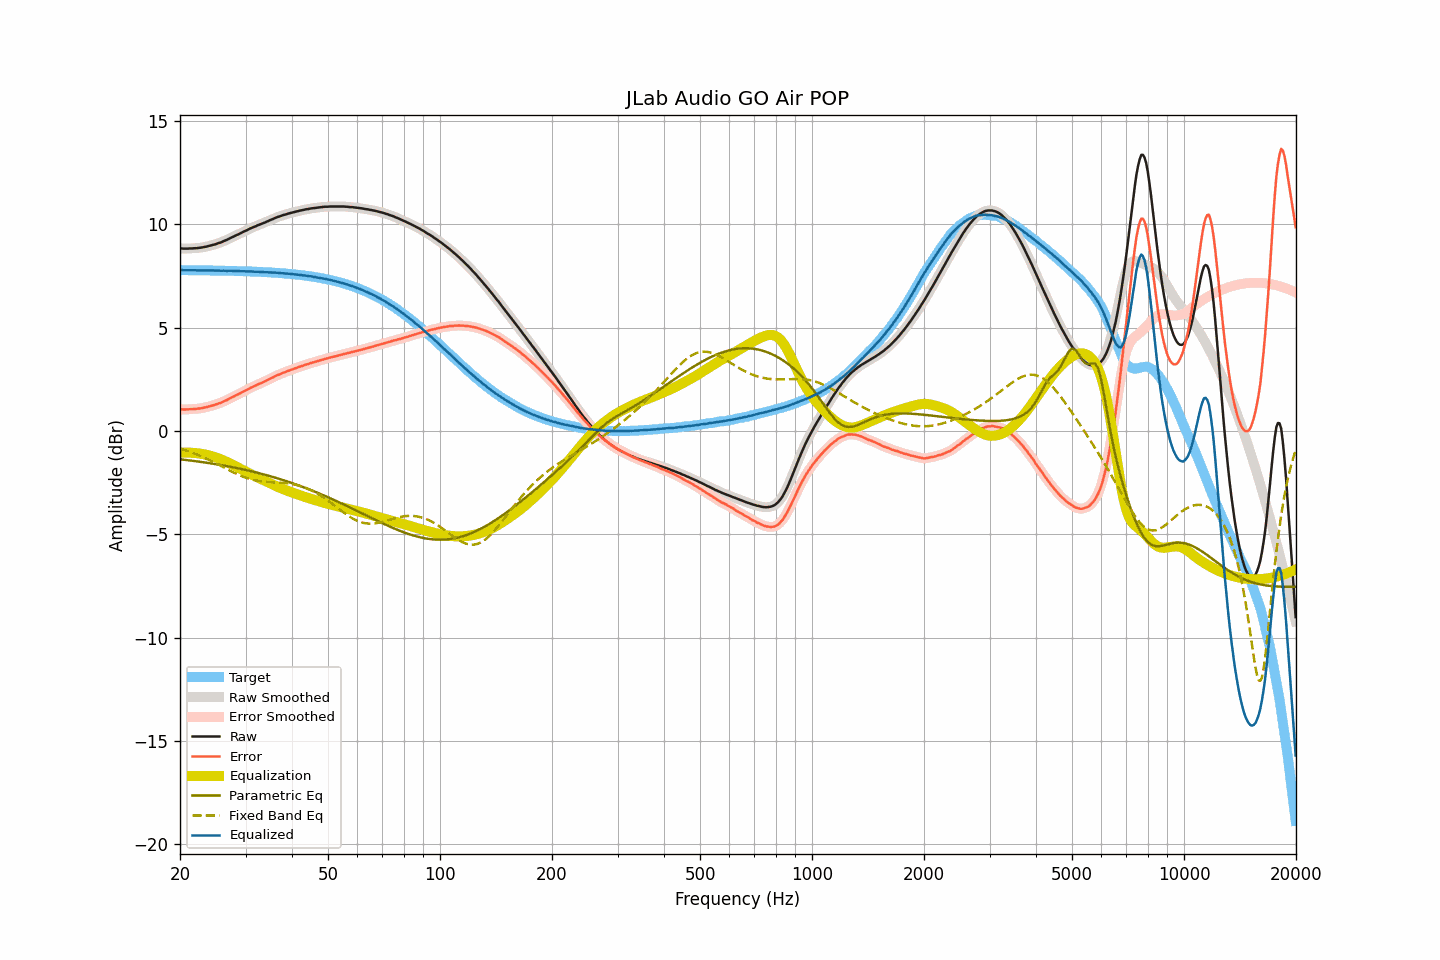 JLab Audio GO Air POP
15
10
5
0
−5
−10
−15
−20
Amplitude (dBr)
Target
Raw Smoothed
Error Smoothed
Raw
Error
Equalization
Parametric Eq
Fixed Band Eq
Equalized
20 50 100 200 500 1000 2000 5000 10000 20000
Frequency (Hz)